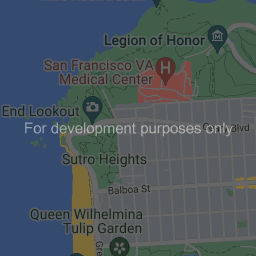 Legion of Honor
San Francisco VA
Medical Center
H
End Lookout
For development purposes only
Blvd
Sutro Heights
Balboa St
Queen Wilhelmina
Tulip Garden